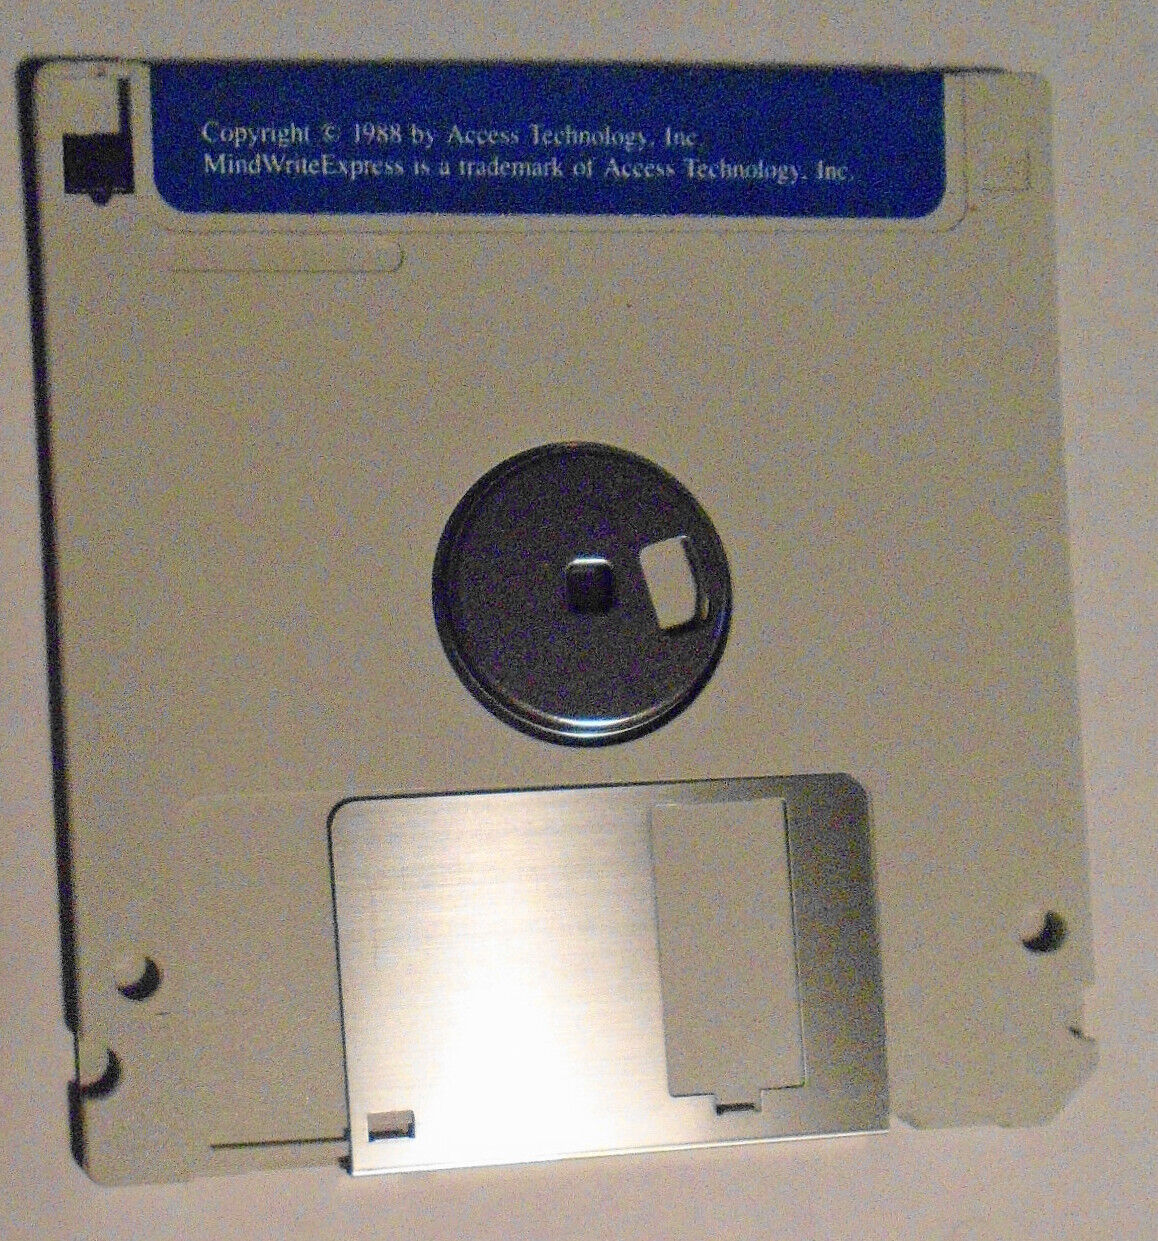 Copyright © 1988 by Access Technology, Inc.
MindWriteExpress is a trademark of Access Technology, Inc.